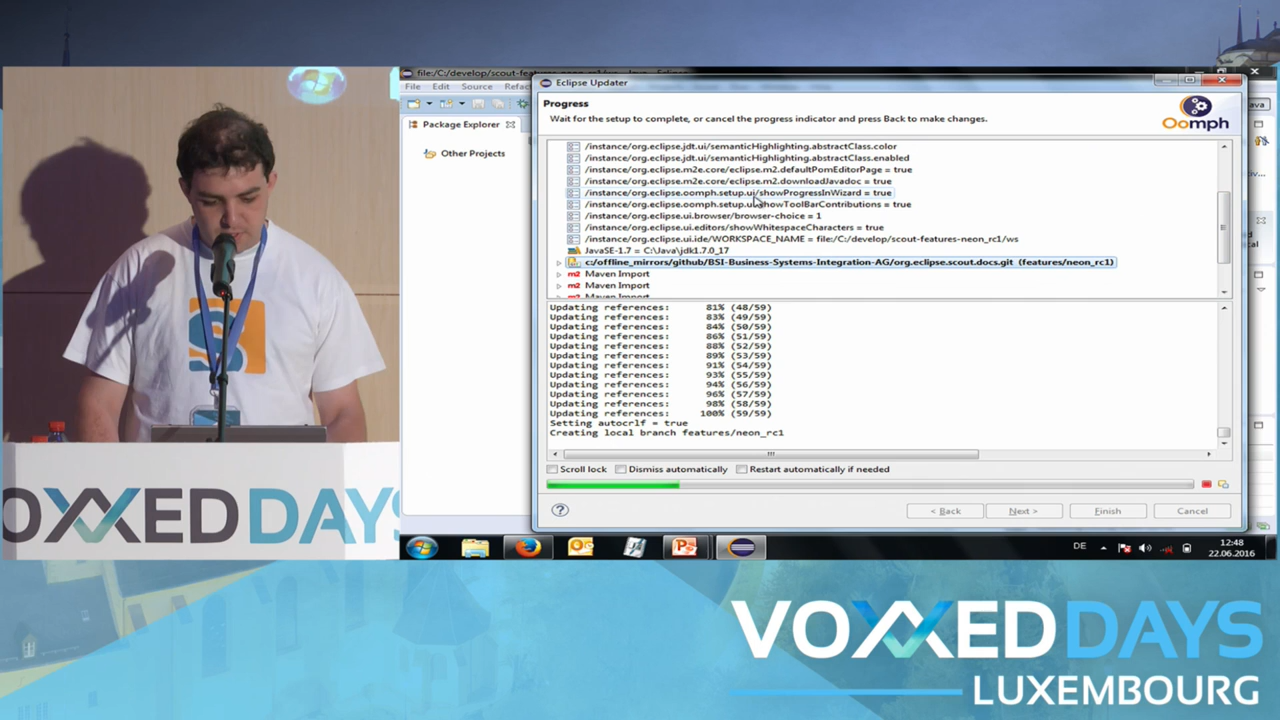 file:/C:/develop/scout-fea
File Edit Source Refac
Package Explorer
Other Projects
Eclipse Updater
Progress
Wait for the setup to complete, or cancel the progress indicator and press Back to make changes.
Oomph
/instance/org.eclipse.jdt.ui/semanticHighlighting.abstractClass.color
/instance/org.eclipse.jdt.ui/semanticHighlighting.abstractClass.enabled
/instance/org.eclipse.m2e.core/eclipse.m2.defaultPomEditorPage = true
/instance/org.eclipse.m2e.core/eclipse.m2.downloadJavadoc = true
/instance/org.eclipse.oomph.setup.ui/showProgressInWizard = true
/instance/org.eclipse.oomph.setup.ui/showToolBarContributions = true
/instance/org.eclipse.ui.browser/browser-choice = 1
/instance/org.eclipse.ui.editors/showWhitespaceCharacters = true
/instance/org.eclipse.ui.ide/WORKSPACE_NAME = file:/C:/develop/scout-features-neon_rc1/ws
JavaSE-1.7 = C:\Java\jdk1.7.0_17
c:/offline_mirrors/github/BSI-Business-Systems-Integration-AG/org.eclipse.scout.docs.git (features/neon_rc1)
m2 Maven Import
m2 Maven Import
m2 Maven Import
Updating references: 81% (48/59)
Updating references: 83% (49/59)
Updating references: 84% (50/59)
Updating references: 86% (51/59)
Updating references: 88% (52/59)
Updating references: 89% (53/59)
Updating references: 91% (54/59)
Updating references: 93% (55/59)
Updating references: 94% (56/59)
Updating references: 96% (57/59)
Updating references: 98% (58/59)
Updating references: 100% (59/59)
Setting autocrlf = true
Creating local branch features/neon_rc1
Scroll lock Dismiss automatically Restart automatically if needed
< Back Next > Finish Cancel
DE
12:48
22.06.2016
VOXXED DAYS
VOXXED DAYS
LUXEMBOURG